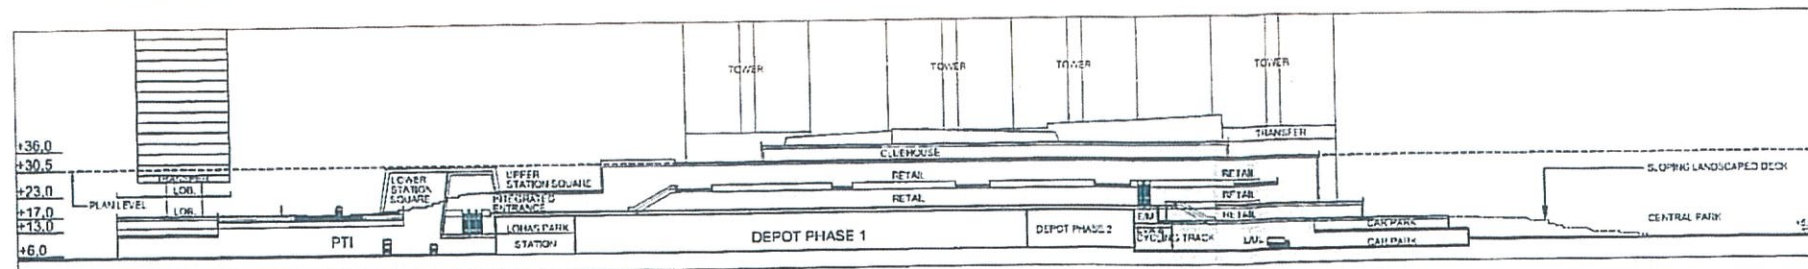 TOWER
TOWER
TOWER
TOWER
TRANSFER
+36,0
CLUBHOUSE
+30,5
SLOPING LANDSCAPED DECK
TRANSFER
LOWER
STATION
SQUARE
UPPER
STATION SQUARE
RETAIL
RETAIL
+23,0
LOB.
INTEGRATED
ENTRANCE
RETAIL
RETAIL
PLAN LEVEL
+17,0
LOB.
RETAIL
CENTRAL PARK
+13,0
LOHAS PARK
STATION
CAR PARK
PTI
DEPOT PHASE 1
DEPOT PHASE 2
CYCLING TRACK
CAR PARK
+6,0